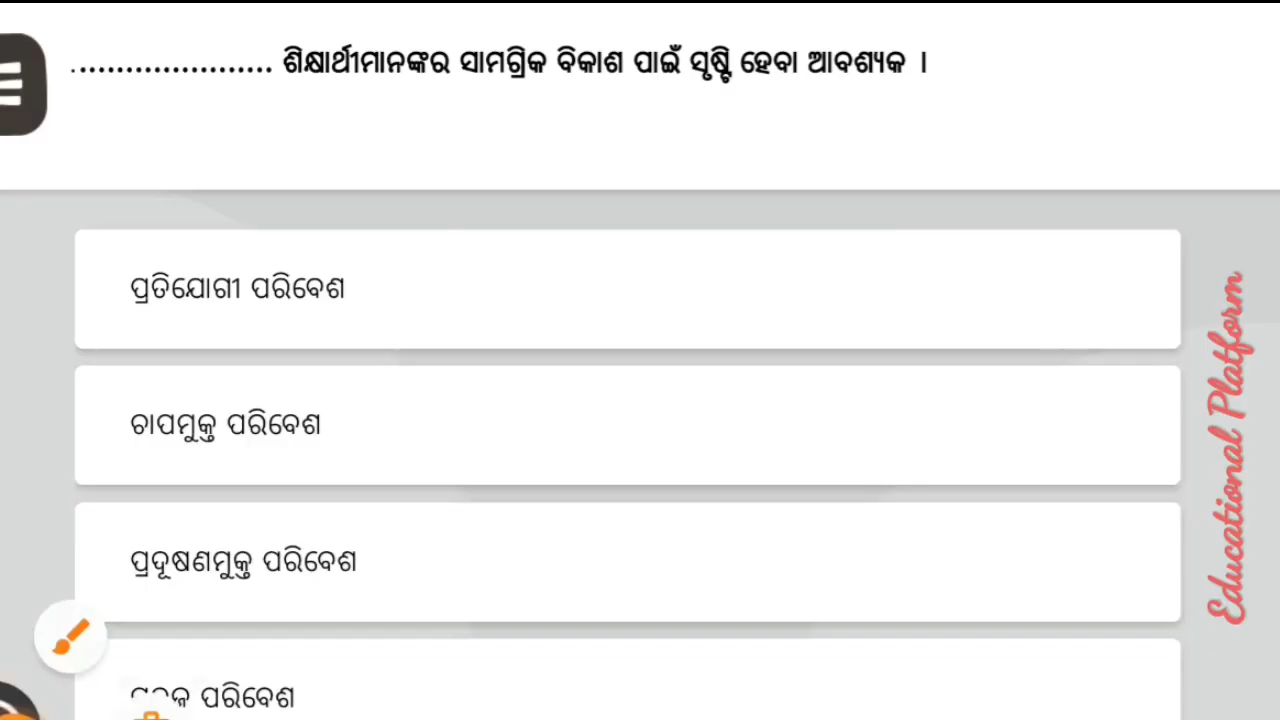 ..................... ଶିକ୍ଷାର୍ଥୀମାନଙ୍କର ସାମଗ୍ରିକ ବିକାଶ ପାଇଁ ସୃଷ୍ଟି ହେବା ଆବଶ୍ୟକ ।
ପ୍ରତିଯୋଗୀ ପରିବେଶ
ଚାପମୁକ୍ତ ପରିବେଶ
ପ୍ରଦୂଷଣମୁକ୍ତ ପରିବେଶ
ପରିବେଶ
Educational Platform